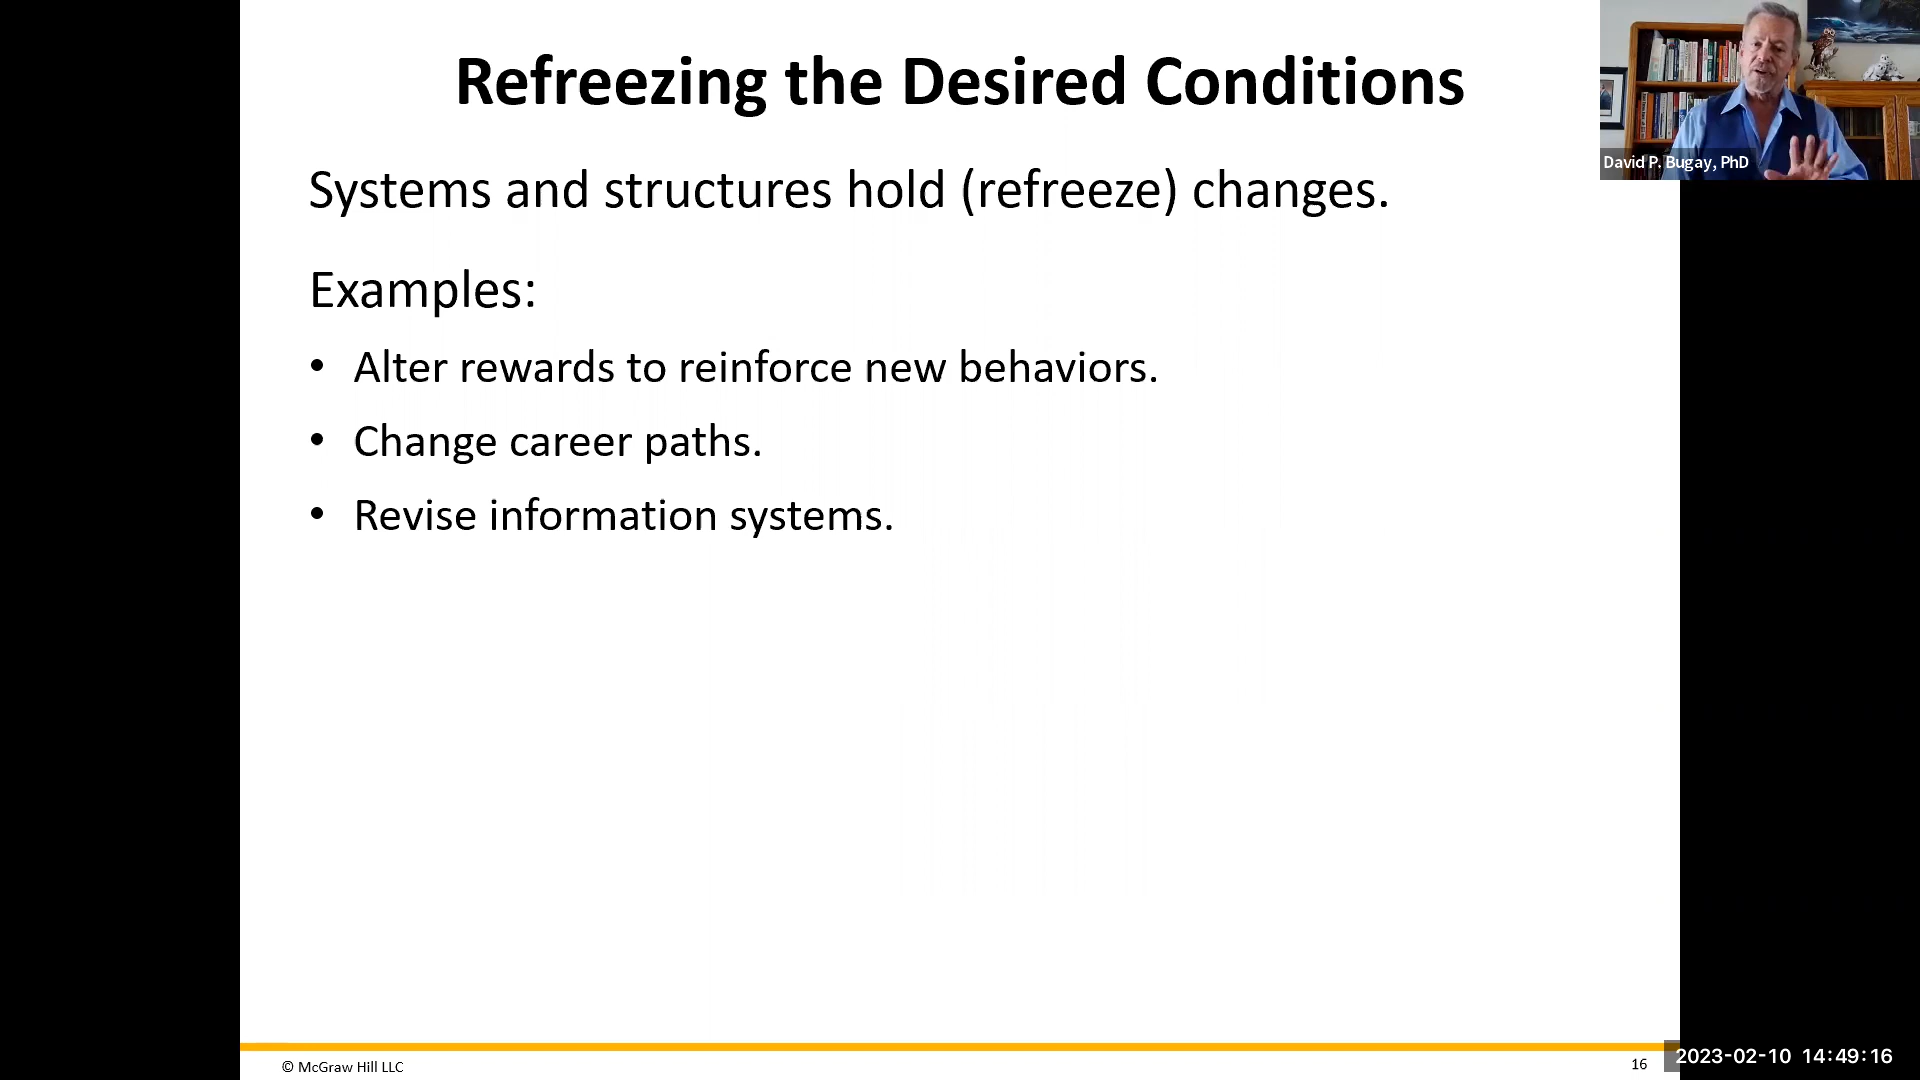 Refreezing the Desired Conditions
David P. Bugay, PhD
Systems and structures hold (refreeze) changes.
Examples:
• Alter rewards to reinforce new behaviors.
• Change career paths.
• Revise information systems.
© McGraw Hill LLC
16
2023-02-10 14:49:16